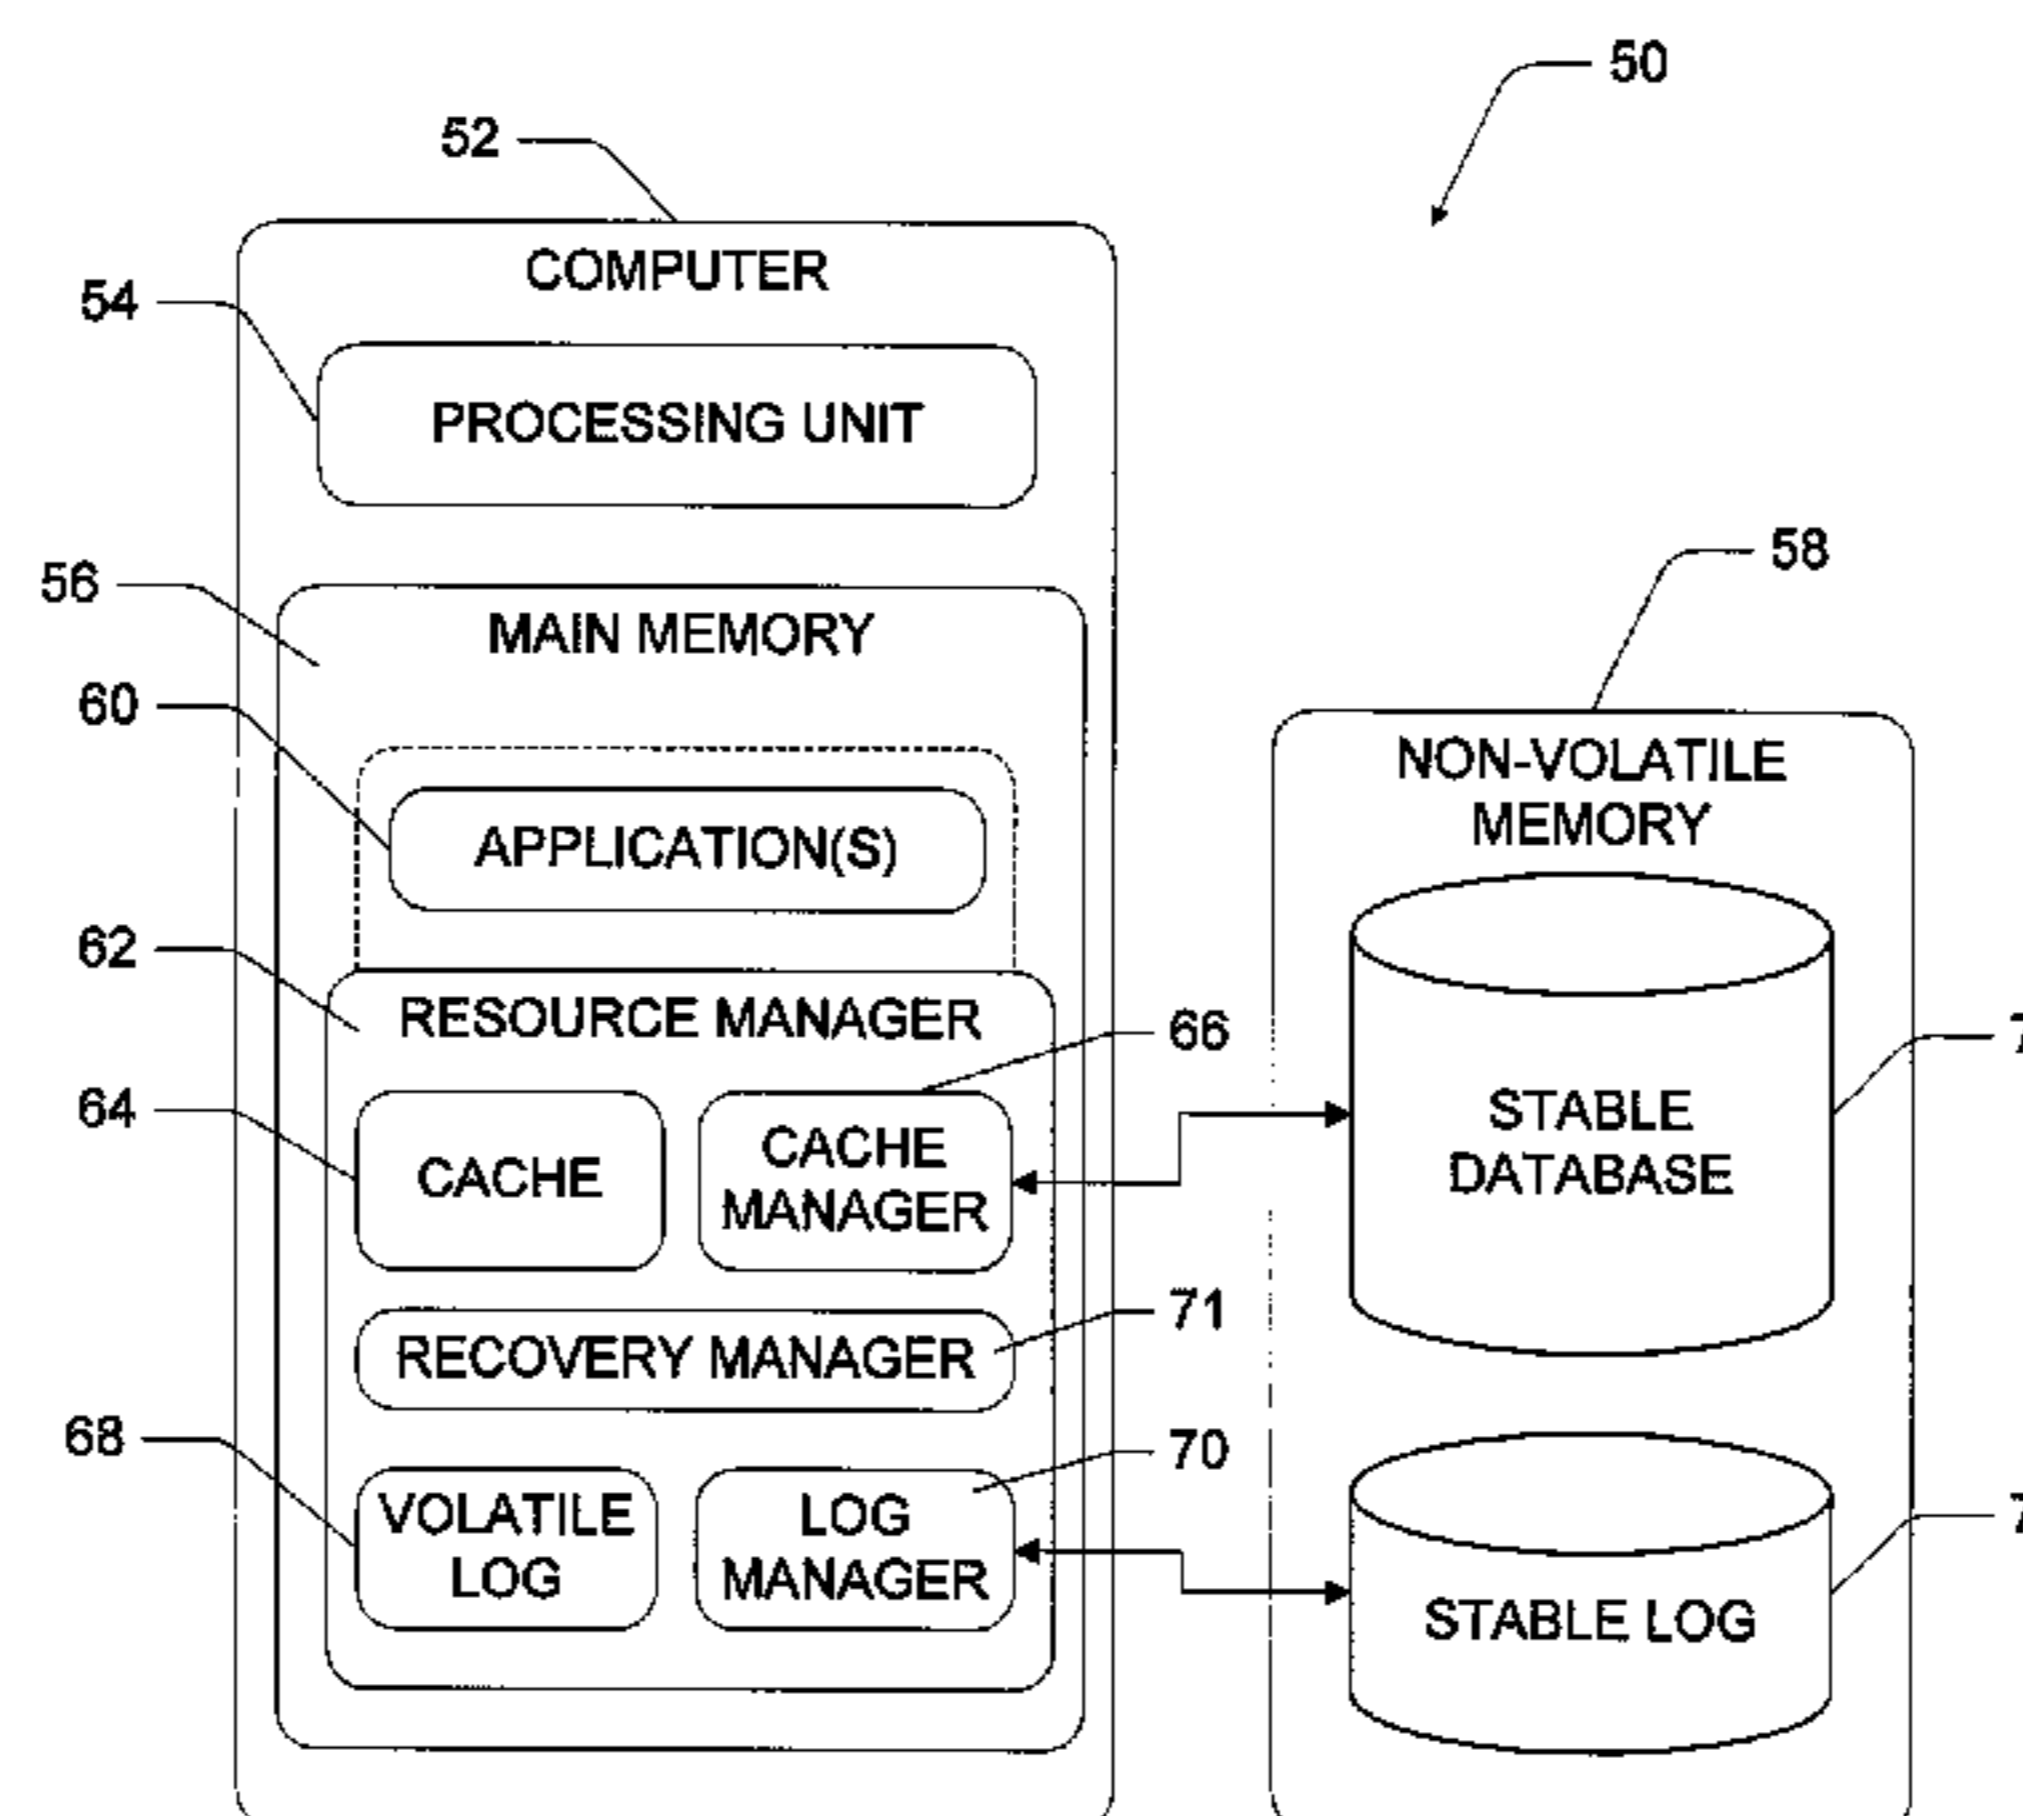 50
52
COMPUTER
54
PROCESSING UNIT
58
56
MAIN MEMORY
60
NON-VOLATILE
MEMORY
APPLICATION(S)
62
RESOURCE MANAGER
66
64
CACHE
CACHE
MANAGER
STABLE
DATABASE
71
RECOVERY MANAGER
68
70
VOLATILE
LOG
LOG
MANAGER
STABLE LOG